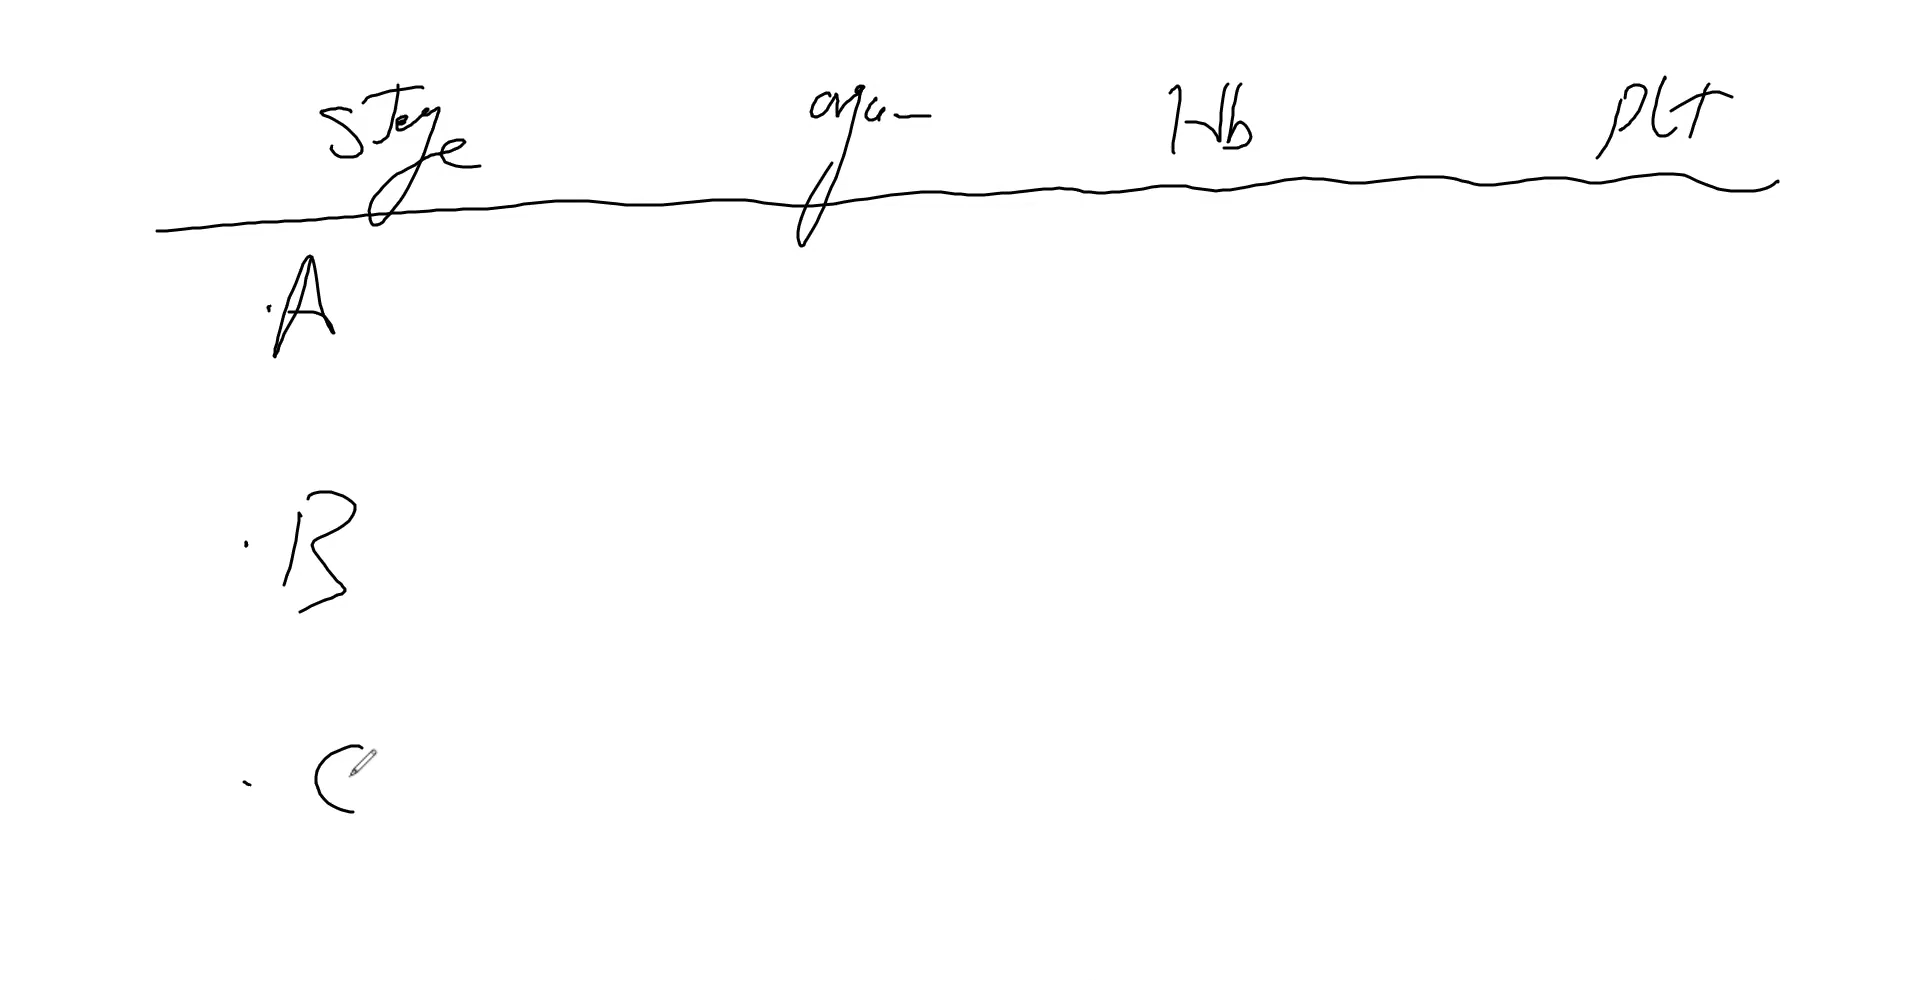 Stage organ Hb PLT
· A
· B
· C